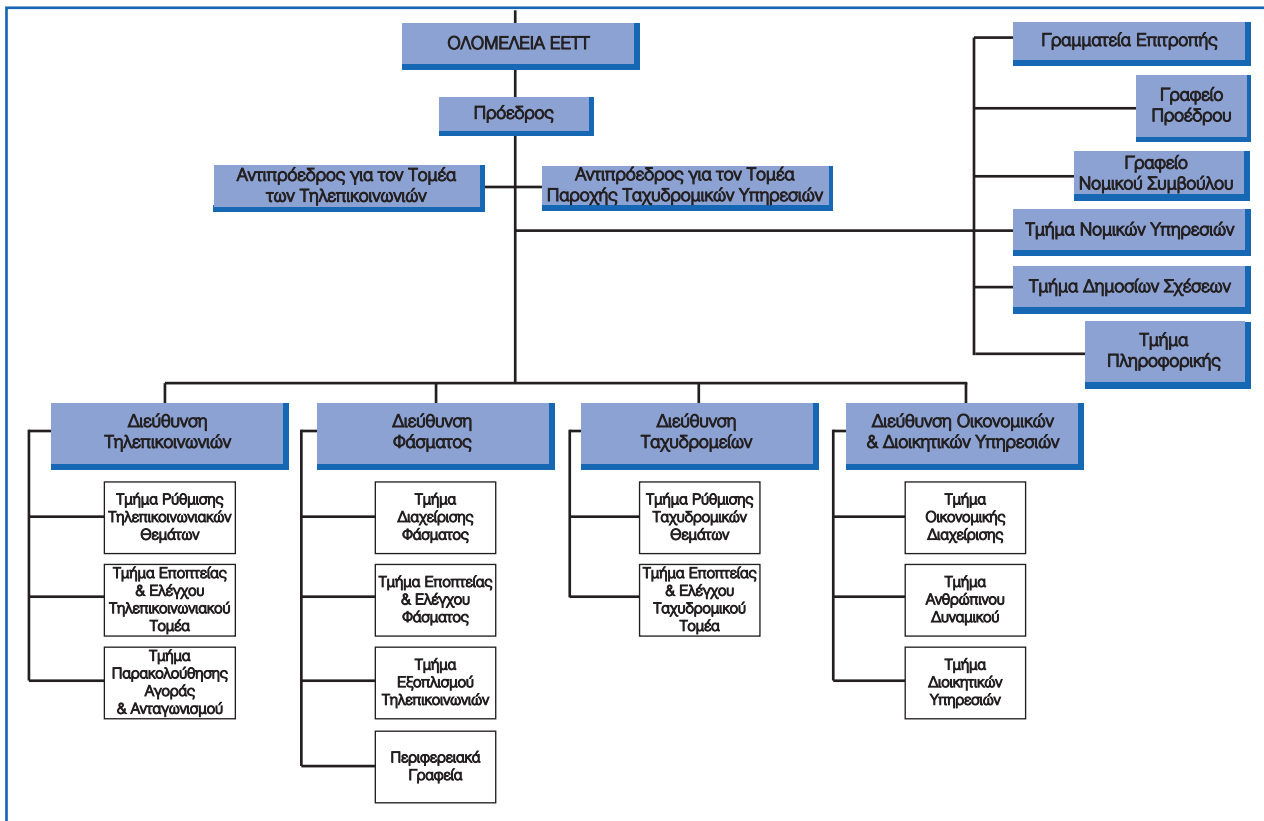 ΟΛΟΜΕΛΕΙΑ ΕΕΤΤ
Πρόεδρος
Αντιπρόεδρος για τον Τομέα
των Τηλεπικοινωνιών
Αντιπρόεδρος για τον Τομέα
Παροχής Ταχυδρομικών Υπηρεσιών
Γραμματεία Επιτροπής
Γραφείο
Προέδρου
Γραφείο
Νομικού Συμβούλου
Τμήμα Νομικών Υπηρεσιών
Τμήμα Δημοσίων Σχέσεων
Τμήμα
Πληροφορικής
Διεύθυνση
Τηλεπικοινωνιών
Τμήμα Ρύθμισης
Τηλεπικοινωνιακών
Θεμάτων
Τμήμα Εποπτείας
& Ελέγχου
Τηλεπικοινωνιακού
Τομέα
Τμήμα
Παρακολούθησης
Αγοράς
& Ανταγωνισμού
Διεύθυνση
Φάσματος
Τμήμα
Διαχείρισης
Φάσματος
Τμήμα Εποπτείας
& Ελέγχου
Φάσματος
Τμήμα
Εξοπλισμού
Τηλεπικοινωνιών
Περιφερειακά
Γραφεία
Διεύθυνση
Ταχυδρομείων
Τμήμα Ρύθμισης
Ταχυδρομικών
Θεμάτων
Τμήμα Εποπτείας
& Ελέγχου
Ταχυδρομικού
Τομέα
Διεύθυνση Οικονομικών
& Διοικητικών Υπηρεσιών
Τμήμα
Οικονομικής
Διαχείρισης
Τμήμα
Ανθρώπινου
Δυναμικού
Τμήμα
Διοικητικών
Υπηρεσιών